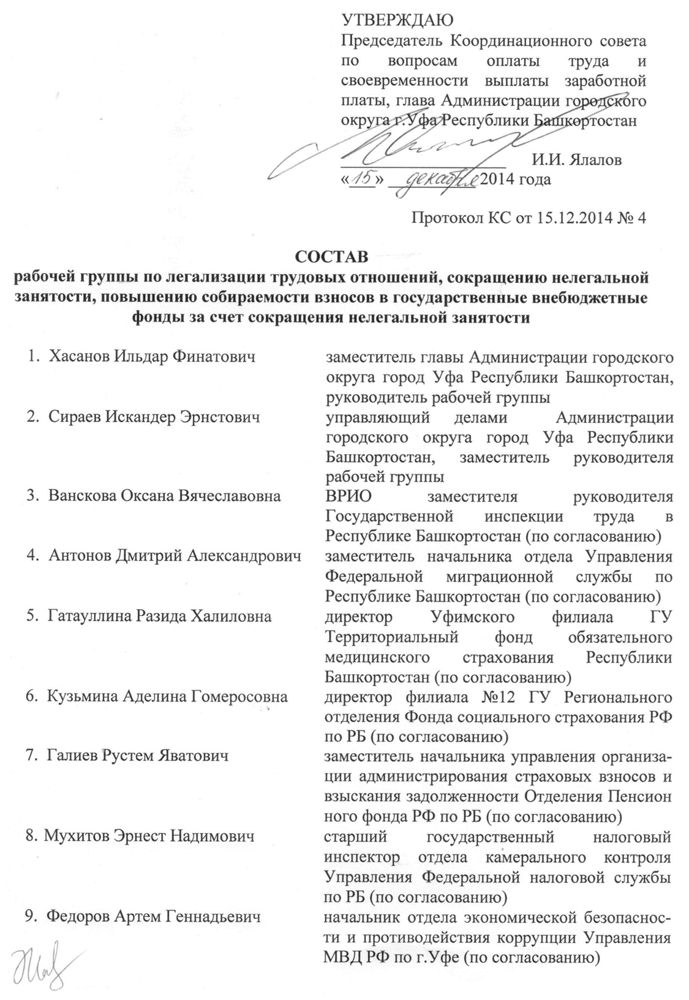 УТВЕРЖДАЮ
Председатель Координационного совета
по вопросам оплаты труда и
своевременности выплаты заработной
платы, глава Администрации городского
округа г.Уфа Республики Башкортостан
____________________ И.И. Ялалов
«15» декабря 2014 года
Протокол КС от 15.12.2014 № 4
СОСТАВ
рабочей группы по легализации трудовых отношений, сокращению нелегальной
занятости, повышению собираемости взносов в государственные внебюджетные
фонды за счет сокращения нелегальной занятости
1. Хасанов Ильдар Финатович заместитель главы Администрации городского
округа город Уфа Республики Башкортостан,
руководитель рабочей группы
2. Сираев Искандер Эрнстович управляющий делами Администрации
городского округа город Уфа Республики
Башкортостан, заместитель руководителя
рабочей группы
3. Ванскова Оксана Вячеславовна ВРИО заместителя руководителя
Государственной инспекции труда в
Республике Башкортостан (по согласованию)
4. Антонов Дмитрий Александрович заместитель начальника отдела Управления
Федеральной миграционной службы по
Республике Башкортостан (по согласованию)
5. Гатауллина Разида Халиловна директор Уфимского филиала ГУ
Территориальный фонд обязательного
медицинского страхования Республики
Башкортостан (по согласованию)
6. Кузьмина Аделина Гомеросовна директор филиала №12 ГУ Регионального
отделения Фонда социального страхования РФ
по РБ (по согласованию)
7. Галиев Рустем Яватович заместитель начальника управления организа-
ции администрирования страховых взносов и
взыскания задолженности Отделения Пенсион
ного фонда РФ по РБ (по согласованию)
8. Мухитов Эрнест Надимович старший государственный налоговый
инспектор отдела камерального контроля
Управления Федеральной налоговой службы
по РБ (по согласованию)
9. Федоров Артем Геннадьевич начальник отдела экономической безопаснос-
ти и противодействия коррупции Управления
МВД РФ по г.Уфе (по согласованию)